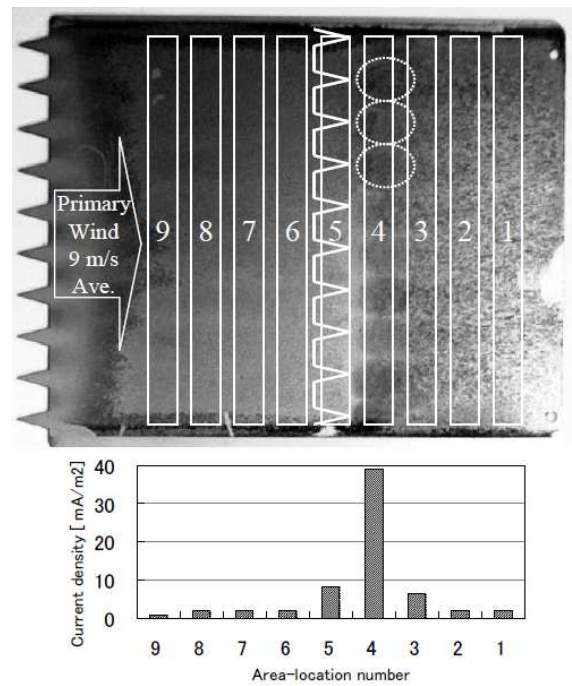 Primary
Wind
9 m/s
Ave.
9 8 7 6 5 4 3 2 1
Current density [ mA/m2]
40
30
20
10
0
9 8 7 6 5 4 3 2 1
Area-location number